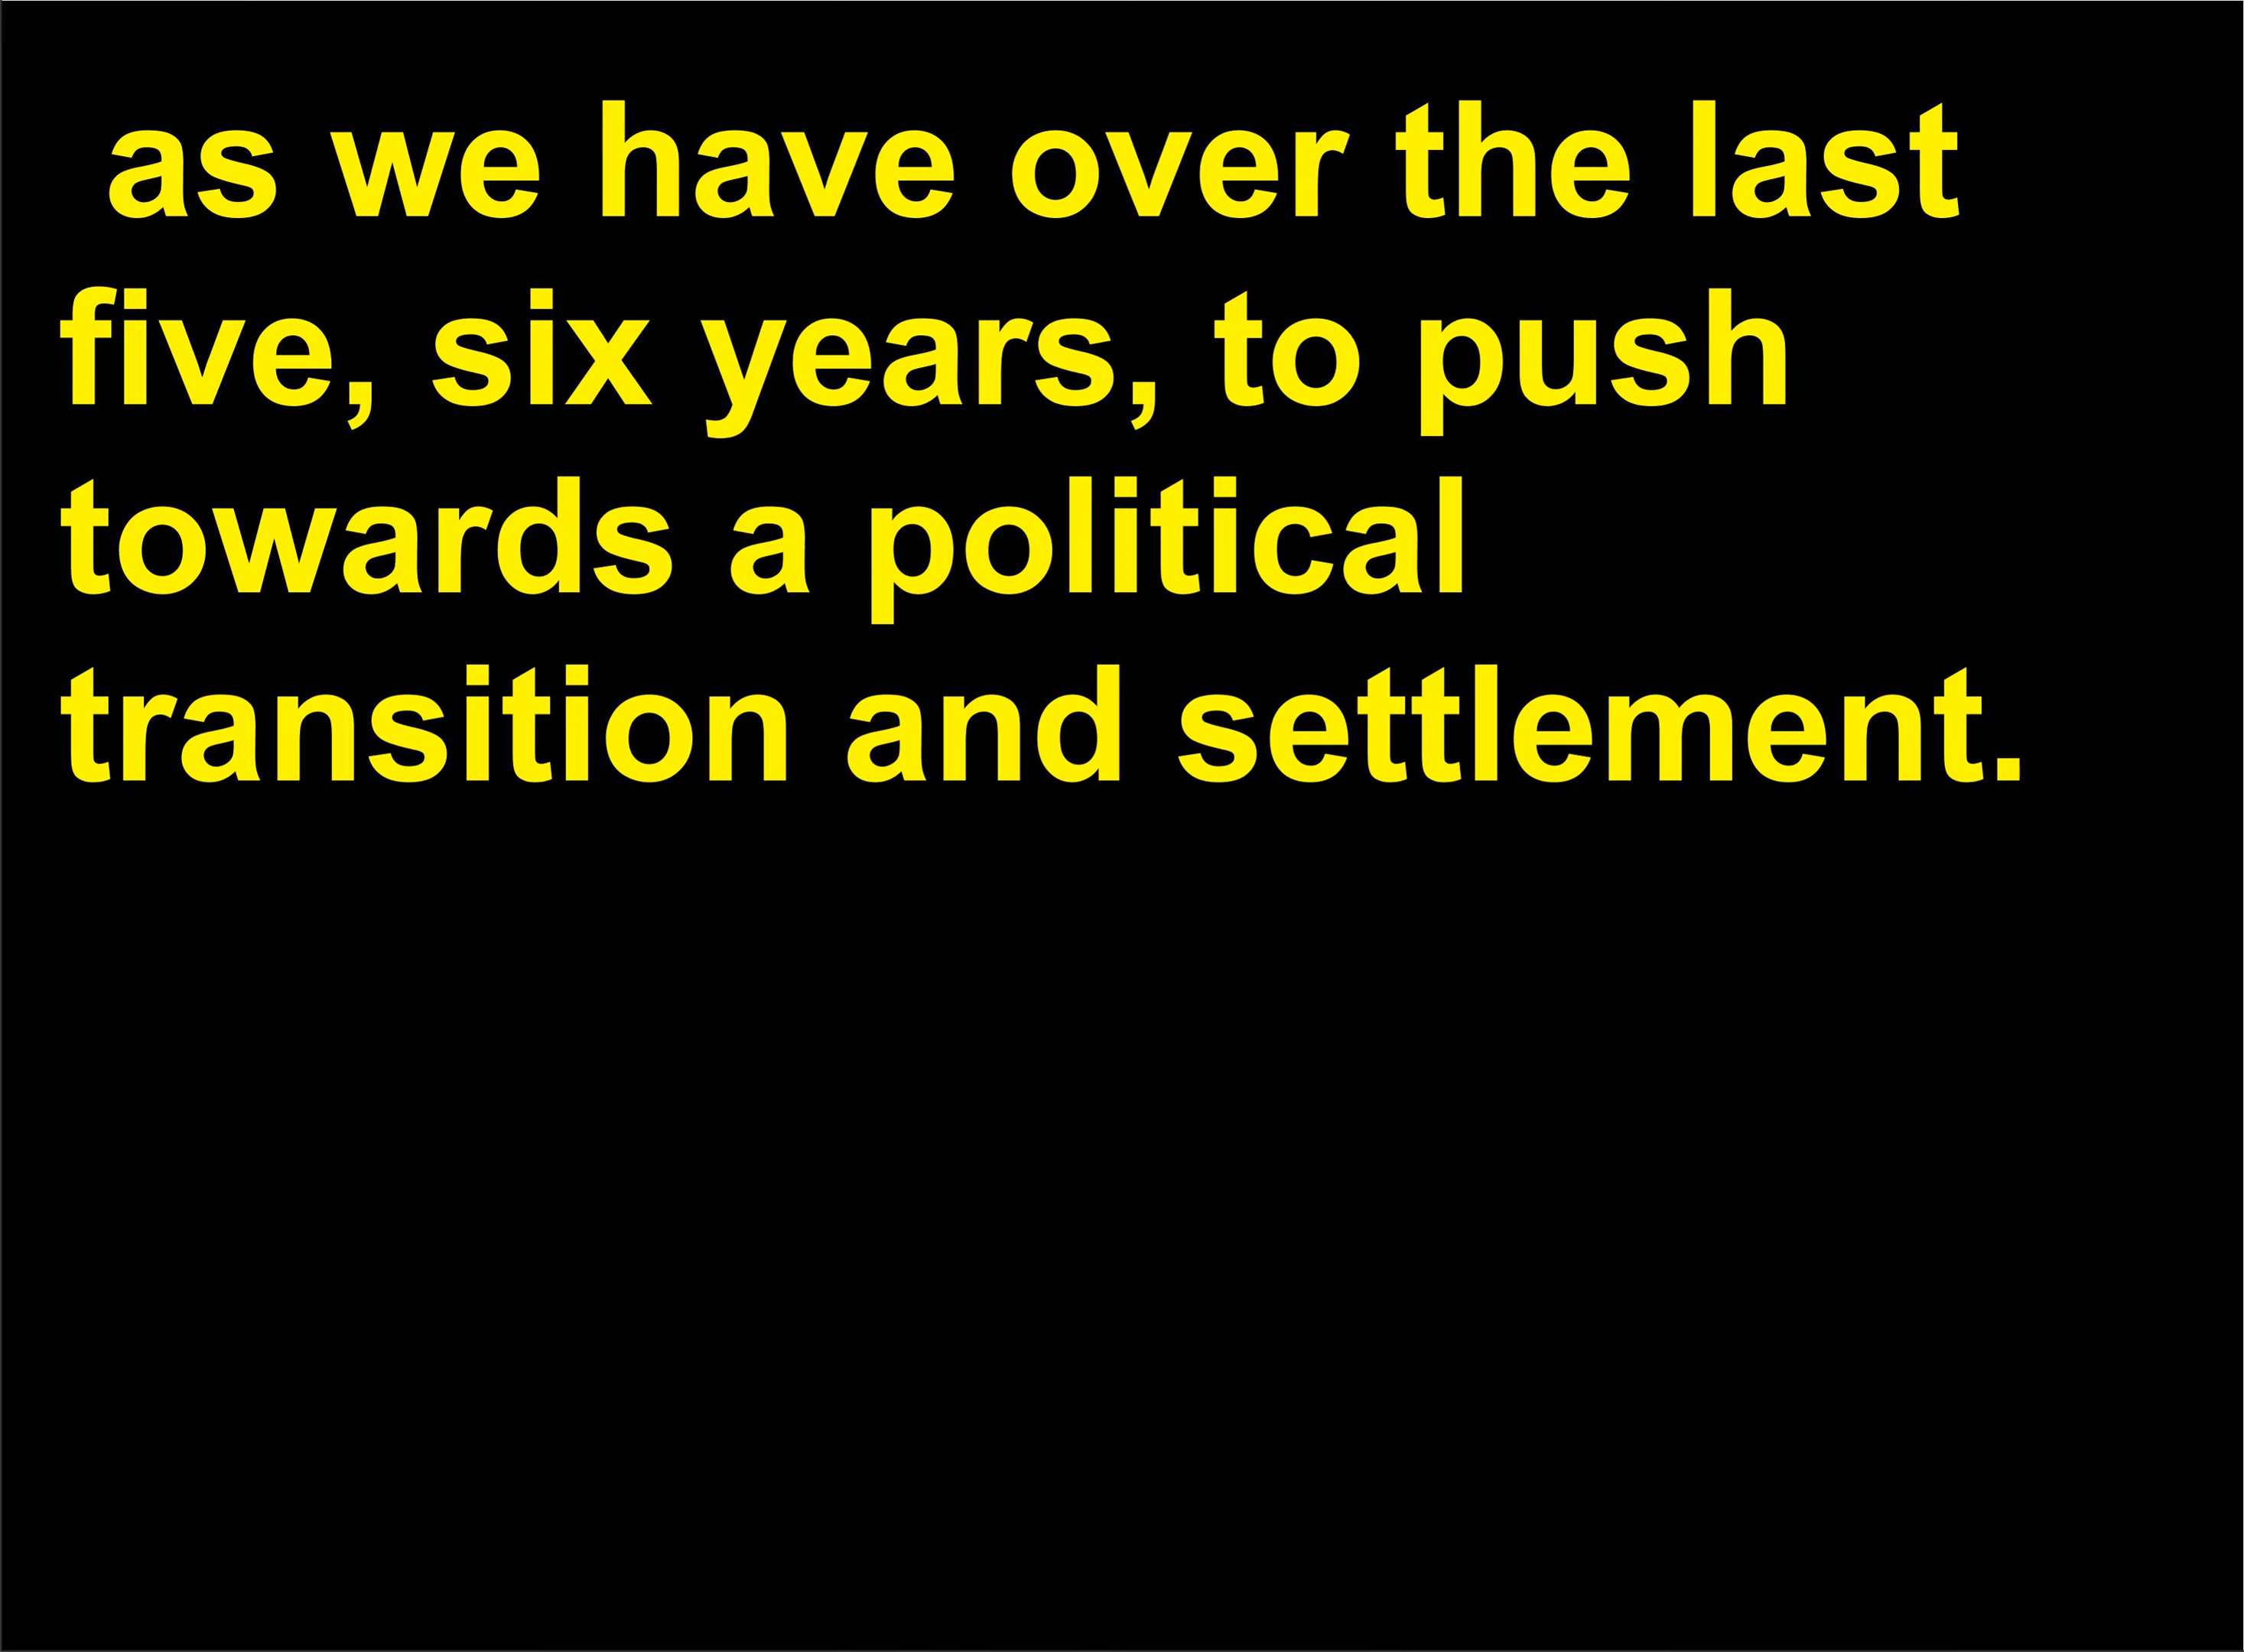 as we have over the last
five, six years, to push
towards a political
transition and settlement.